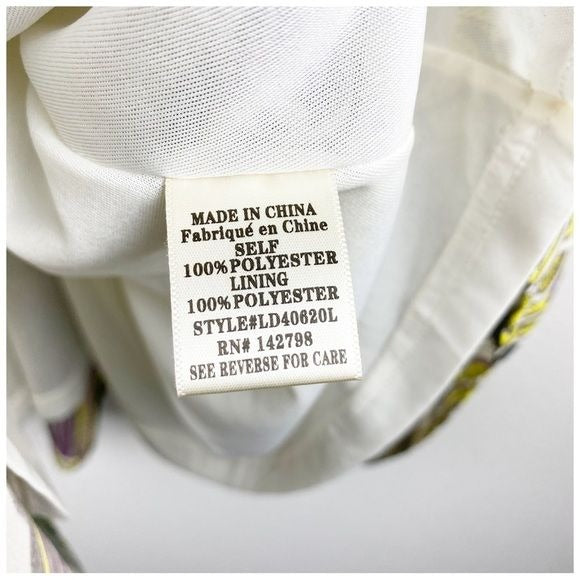 MADE IN CHINA
Fabriqué en Chine
SELF
100%POLYESTER
LINING
100%POLYESTER
STYLE#LD40620L
RN# 142798
SEE REVERSE FOR CARE